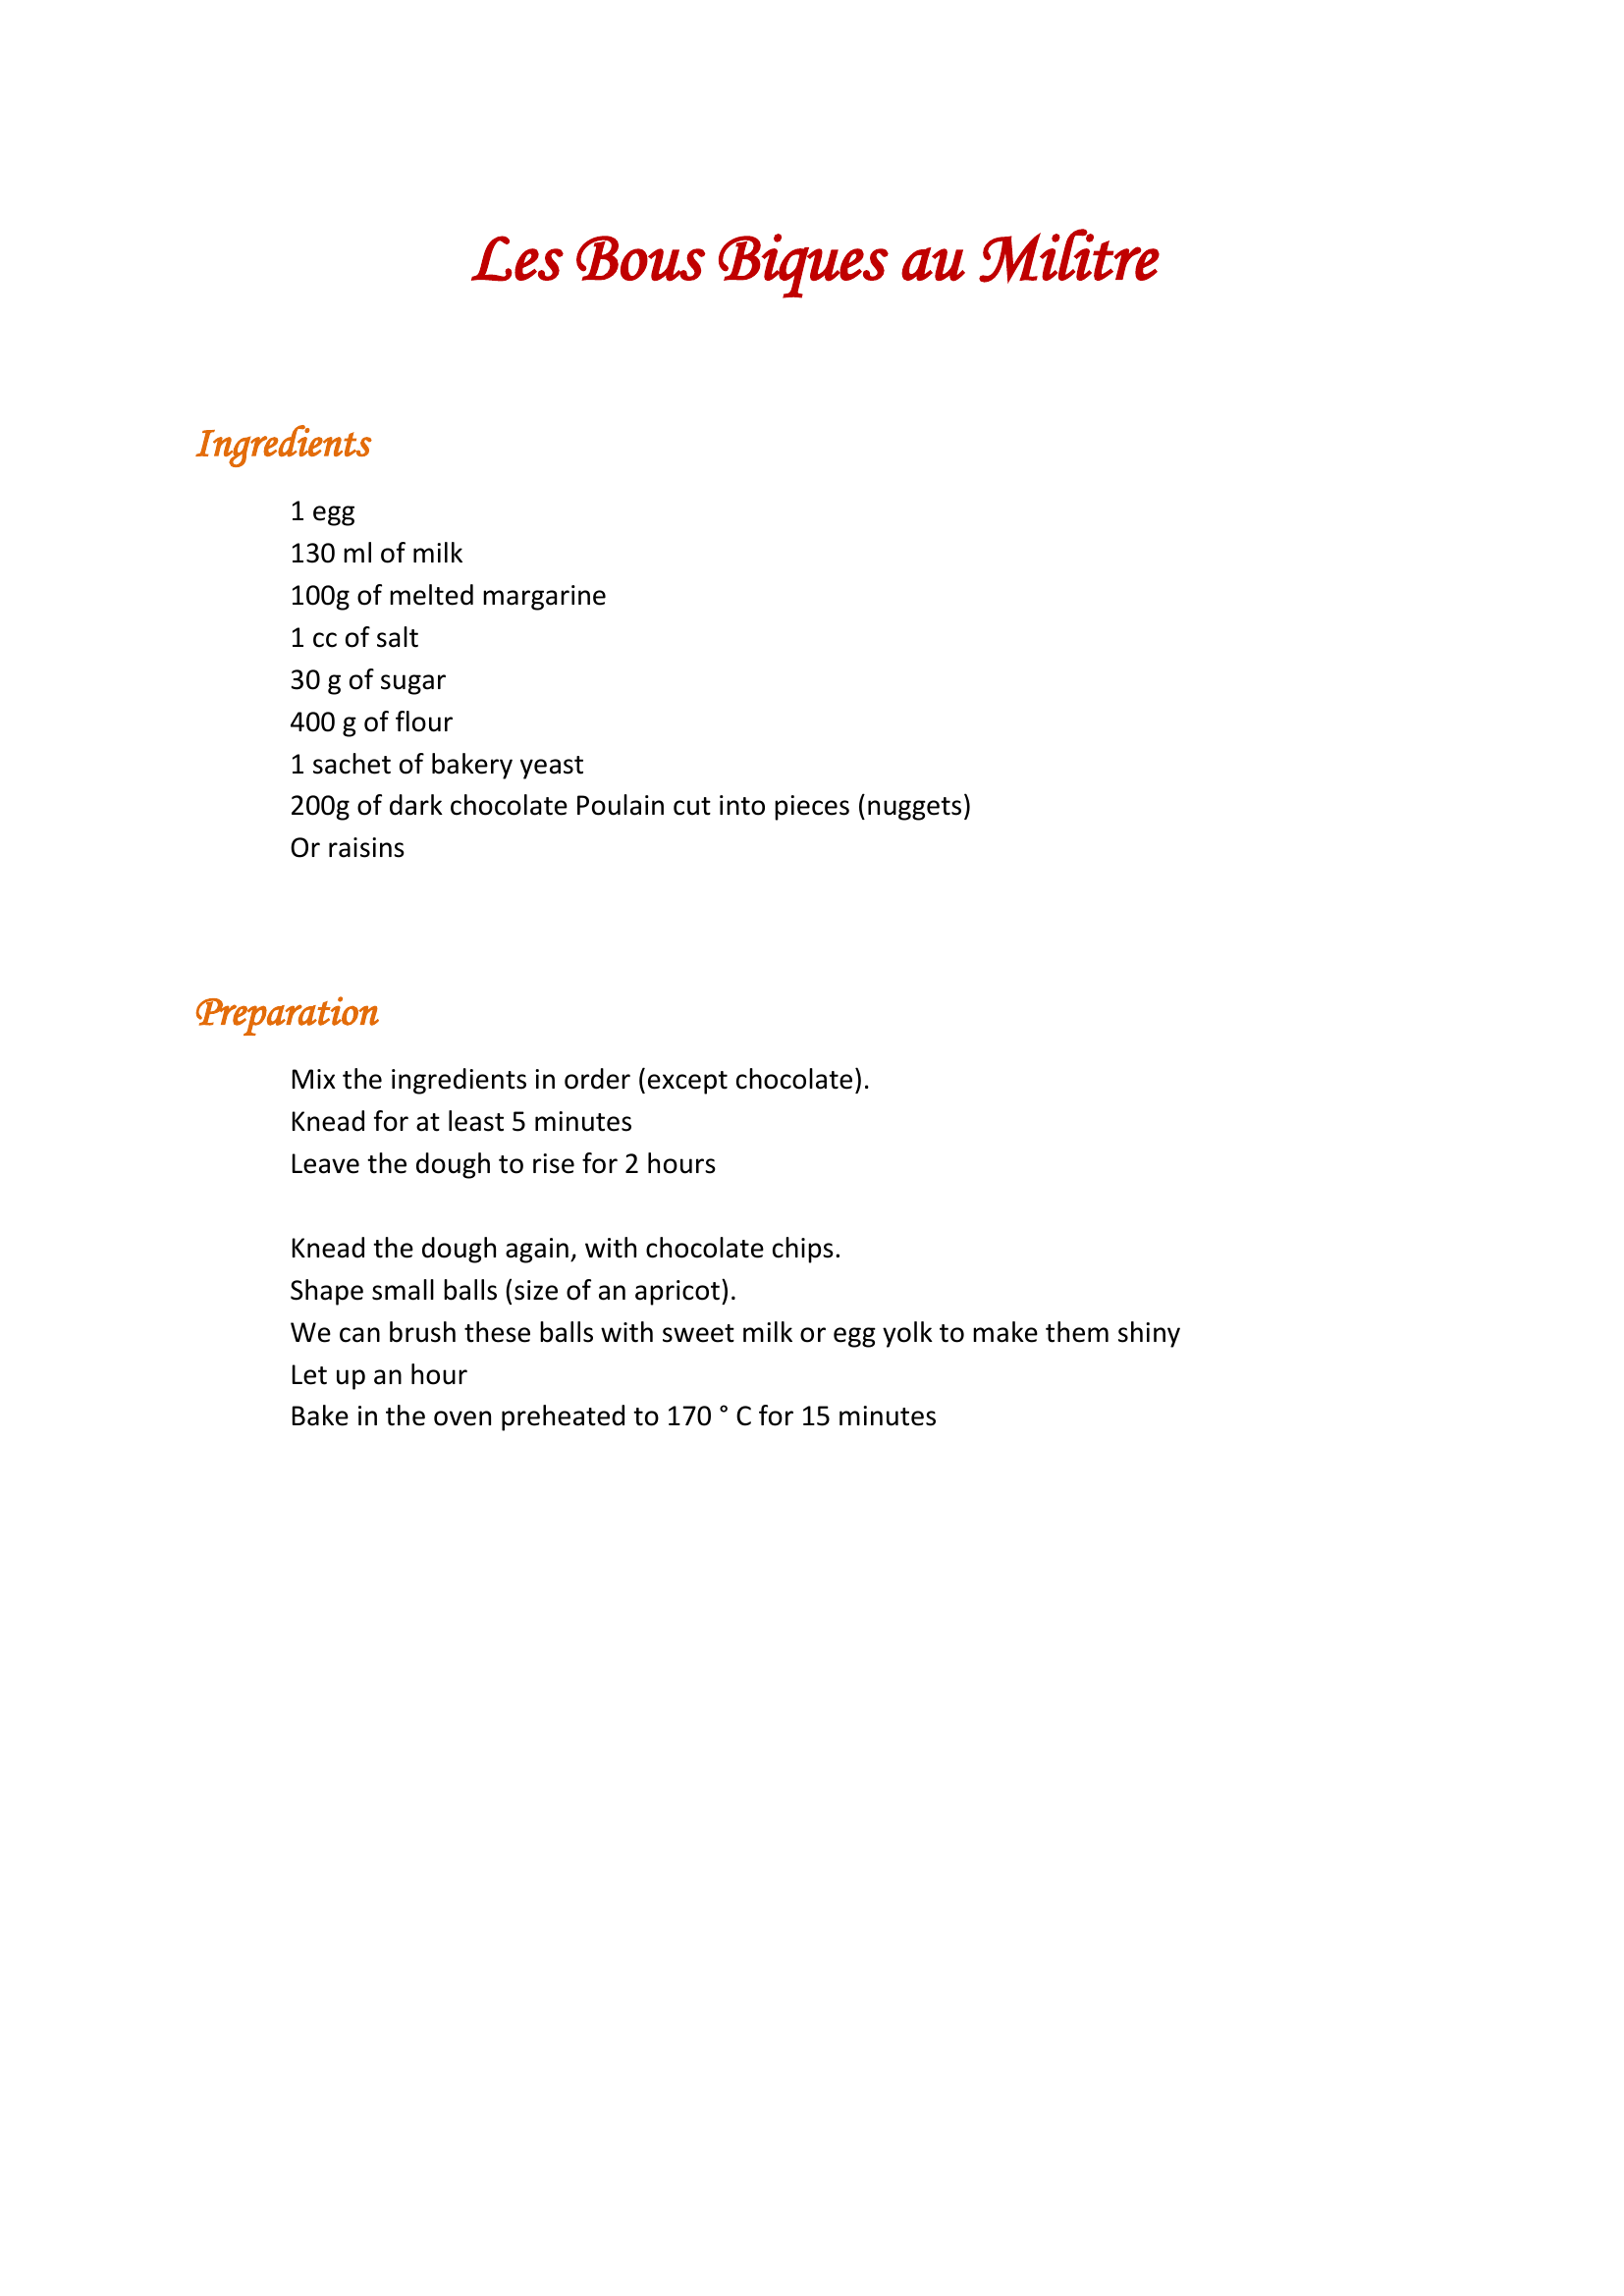 Les Bous Biques au Militre
Ingredients
1 egg
130 ml of milk
100g of melted margarine
1 cc of salt
30 g of sugar
400 g of flour
1 sachet of bakery yeast
200g of dark chocolate Poulain cut into pieces (nuggets)
Or raisins
Preparation
Mix the ingredients in order (except chocolate).
Knead for at least 5 minutes
Leave the dough to rise for 2 hours
Knead the dough again, with chocolate chips.
Shape small balls (size of an apricot).
We can brush these balls with sweet milk or egg yolk to make them shiny
Let up an hour
Bake in the oven preheated to 170 ° C for 15 minutes